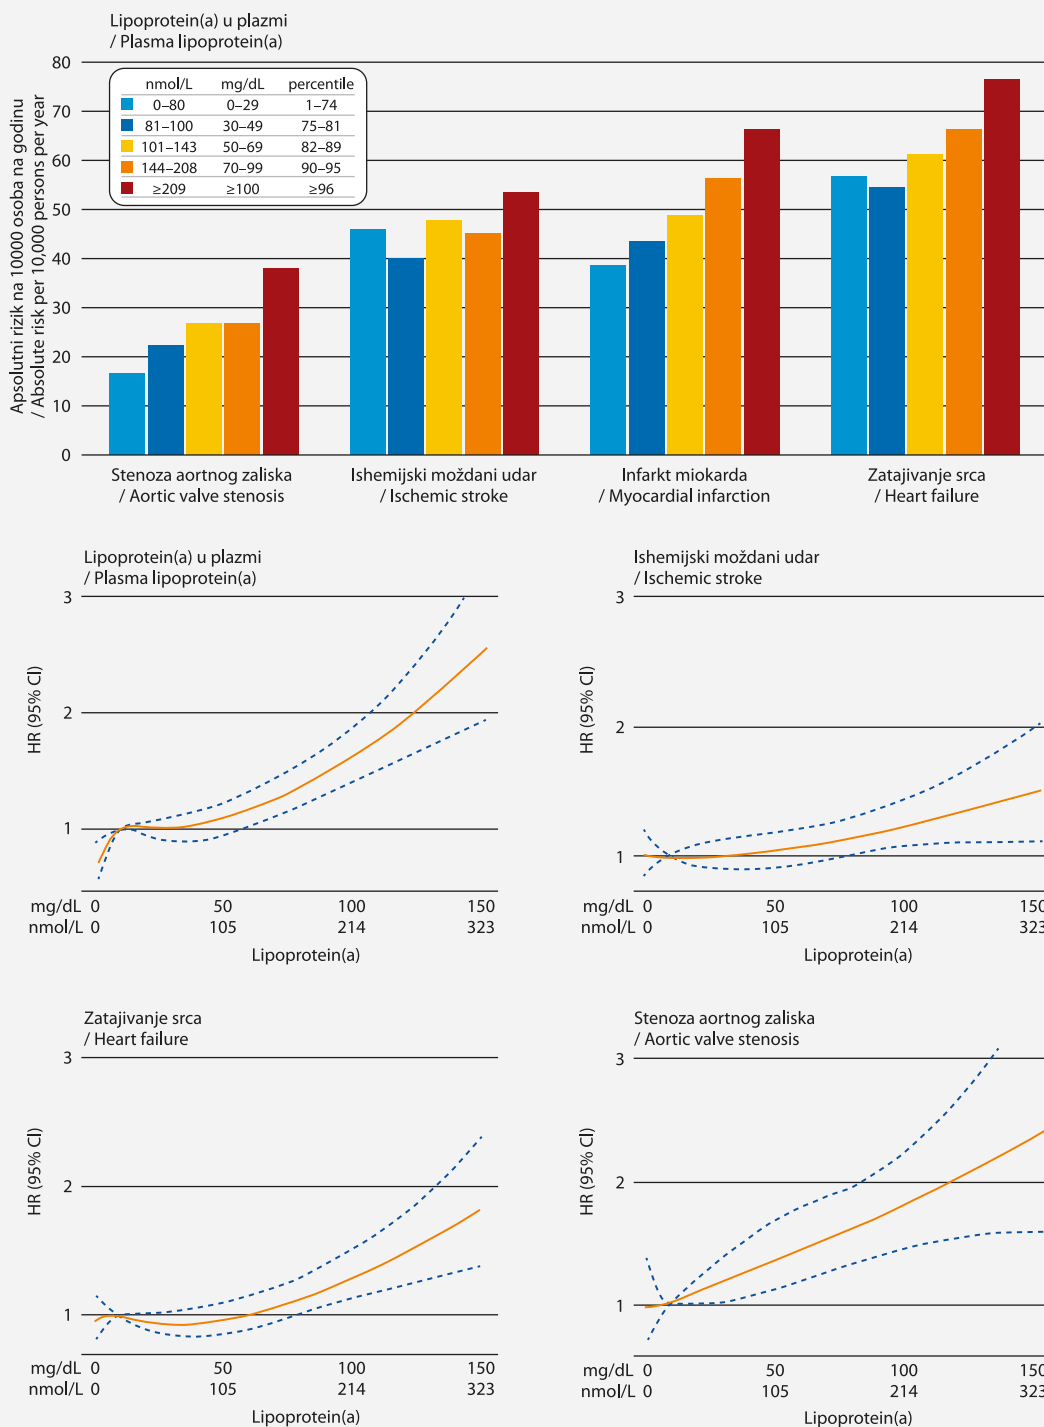 Lipoprotein(a) u plazmi
/ Plasma lipoprotein(a)
Apsolutni rizik na 10000 osoba na godinu
/ Absolute risk per 10,000 persons per year
80
70
60
50
40
30
20
10
0
nmol/L mg/dL percentile
0–80 0–29 1–74
81–100 30–49 75–81
101–143 50–69 82–89
144–208 70–99 90–95
≥209 ≥100 ≥96
Stenoza aortnog zaliska
/ Aortic valve stenosis
Ishemijski moždani udar
/ Ischemic stroke
Infarkt miokarda
/ Myocardial infarction
Zatajivanje srca
/ Heart failure
Lipoprotein(a) u plazmi
/ Plasma lipoprotein(a)
HR (95% CI)
3
2
1
mg/dL 0 50 100 150
nmol/L 0 105 214 323
Lipoprotein(a)
Ishemijski moždani udar
/ Ischemic stroke
HR (95% CI)
3
2
1
mg/dL 0 50 100 150
nmol/L 0 105 214 323
Lipoprotein(a)
Zatajivanje srca
/ Heart failure
HR (95% CI)
3
2
1
mg/dL 0 50 100 150
nmol/L 0 105 214 323
Lipoprotein(a)
Stenoza aortnog zaliska
/ Aortic valve stenosis
HR (95% CI)
3
2
1
mg/dL 0 50 100 150
nmol/L 0 105 214 323
Lipoprotein(a)